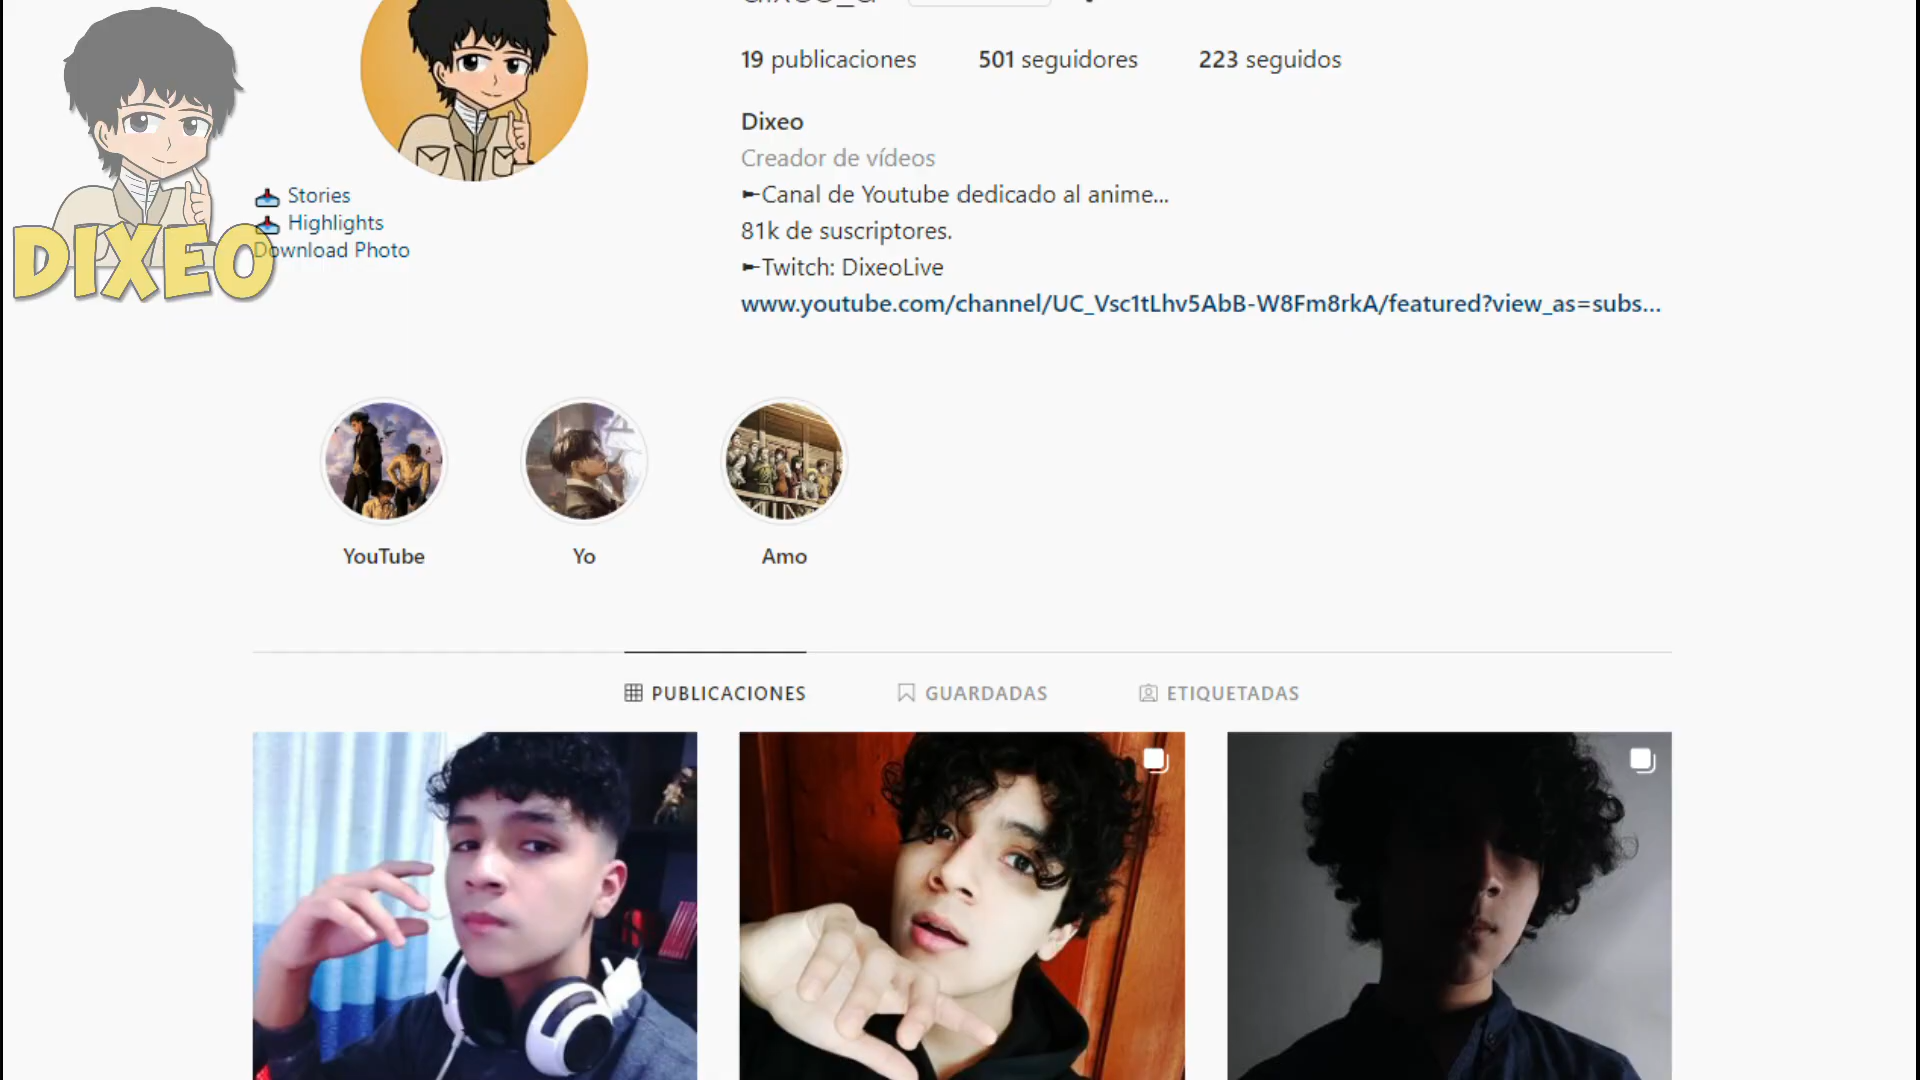 19 publicaciones 501 seguidores 223 seguidos
Dixeo
Creador de vídeos
➼Canal de Youtube dedicado al anime...
81k de suscriptores.
➼Twitch: DixeoLive
www.youtube.com/channel/UC_Vsc1tLhv5AbB-W8Fm8rkA/featured?view_as=subs...
Stories
Highlights
Download Photo
DIXEO
YouTube Yo Amo
PUBLICACIONES GUARDADAS ETIQUETADAS